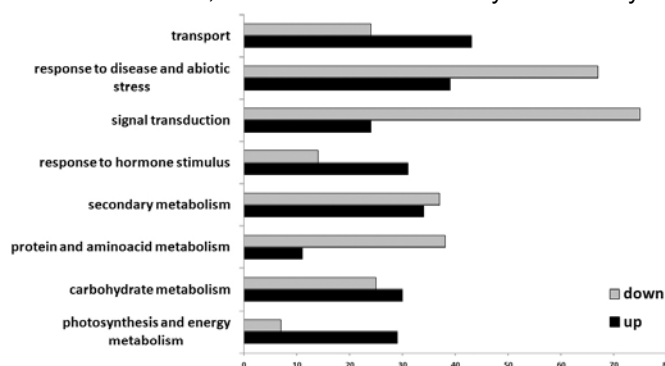 transport
response to disease and abiotic
stress
signal transduction
response to hormone stimulus
secondary metabolism
protein and aminoacid metabolism
carbohydrate metabolism
photosynthesis and energy
metabolism
down
up
0 10 20 30 40 50 60 70